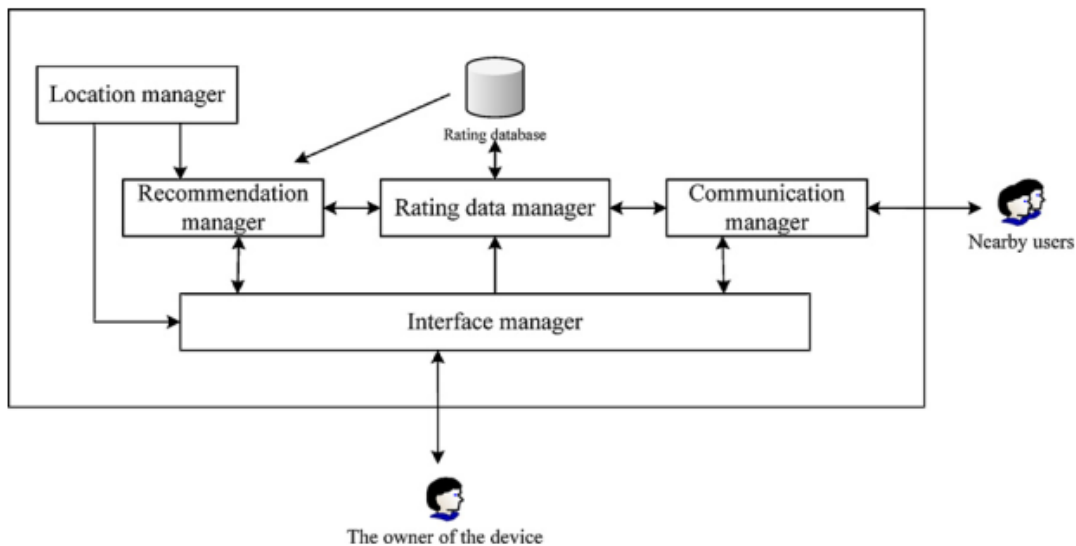 Location manager
Rating database
Recommendation
manager
Rating data manager
Communication
manager
Nearby users
Interface manager
The owner of the device